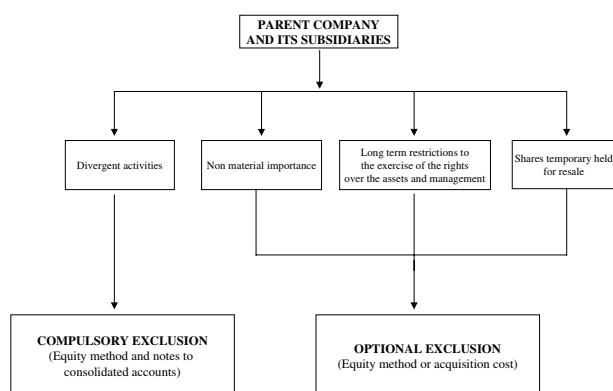 PARENT COMPANY
AND ITS SUBSIDIARIES
Divergent activities
Non material importance
Long term restrictions to
the exercise of the rights
over the assets and management
Shares temporary held
for resale
COMPULSORY EXCLUSION
(Equity method and notes to
consolidated accounts)
OPTIONAL EXCLUSION
(Equity method or acquisition cost)